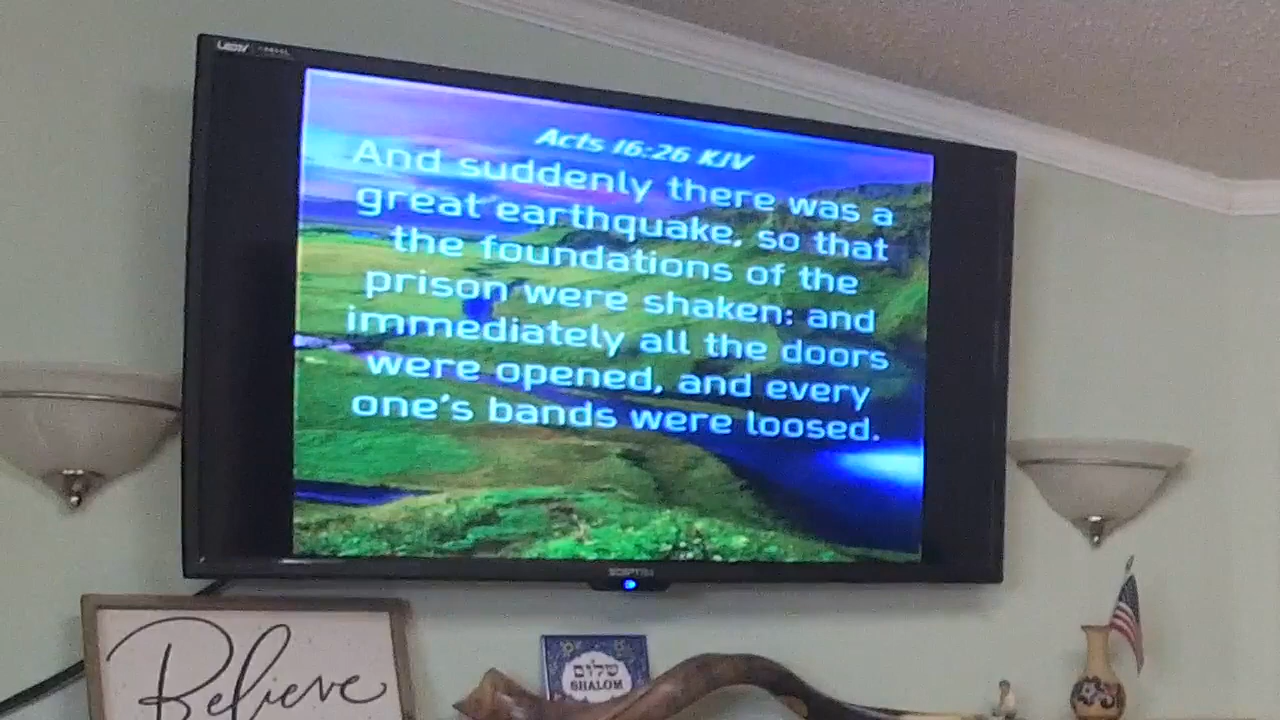 Acts 16:26 KJV
And suddenly there was a
great earthquake, so that
the foundations of the
prison were shaken: and
immediately all the doors
were opened, and every
one's bands were loosed.
SCEPTRE
Believe
שלום
SHALOM